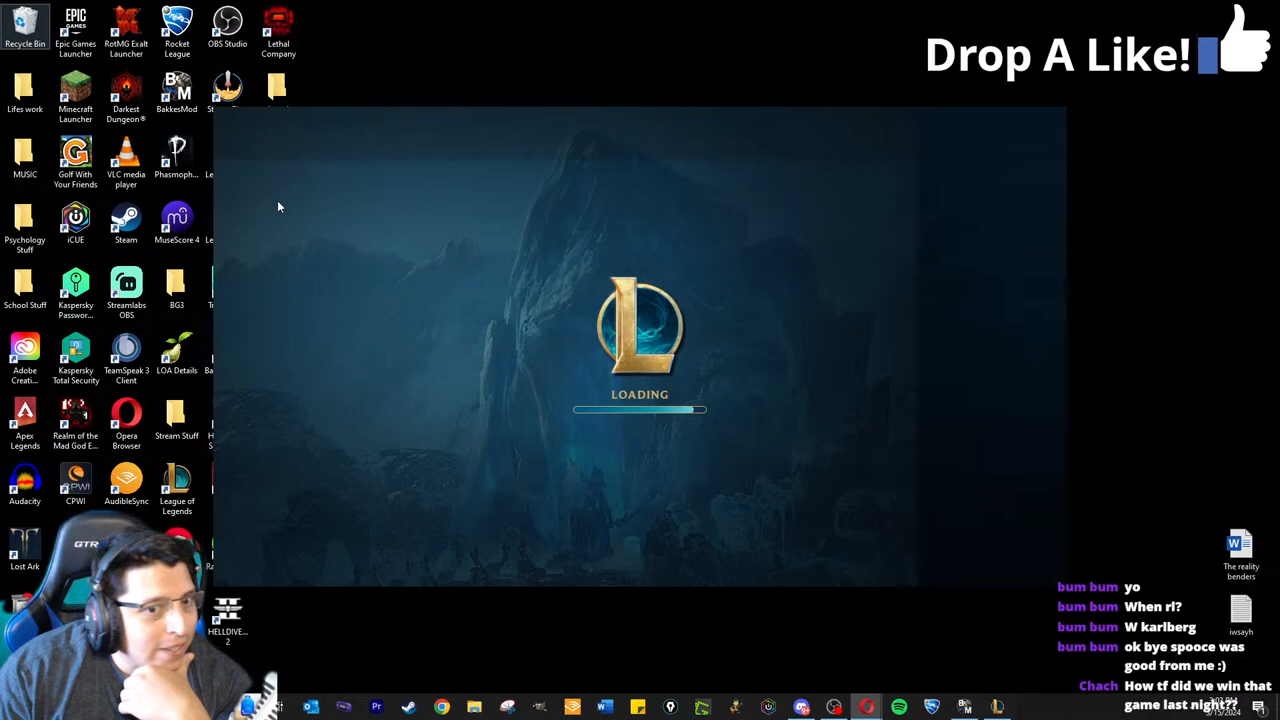 Drop A Like!
Recycle Bin
Epic Games
Launcher
RotMG Exalt
Launcher
Rocket
League
OBS Studio
Lethal
Company
Lifes work
Minecraft
Launcher
Darkest
Dungeon®
BakkesMod
MUSIC
Golf With
Your Friends
VLC media
player
Phasmoph...
Psychology
Stuff
iCUE
Steam
MuseScore 4
School Stuff
Kaspersky
Passwor...
Streamlabs
OBS
BG3
Adobe
Creati...
Kaspersky
Total Security
TeamSpeak 3
Client
LOA Details
Apex
Legends
Realm of the
Mad God E...
Opera
Browser
Stream Stuff
Audacity
CPWI
AudibleSync
League of
Legends
Lost Ark
GTR
HELLDIVE...
2
LOADING
The reality
benders
iwsayh
bum bum yo
bum bum When rl?
bum bum W karlberg
bum bum ok bye spooce was
good from me :)
Chach How tf did we win that
game last night??